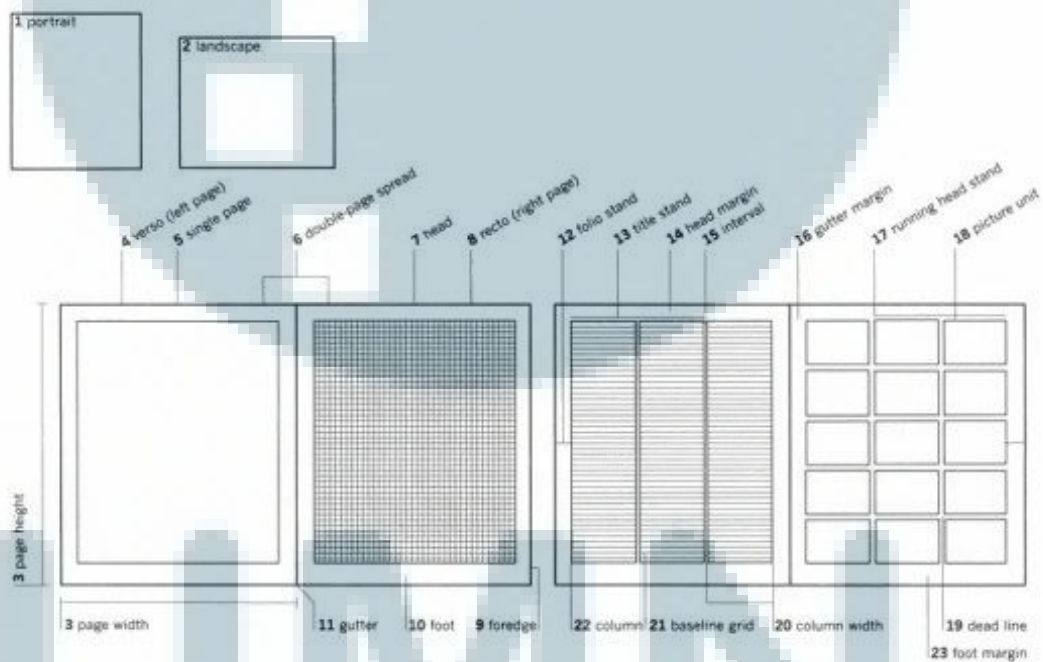 1 portrait
2 landscape
4 verso (left page)
5 single page
6 double-page spread
7 head
8 recto (right page)
12 folio stand
13 title stand
14 head margin
15 interval
16 gutter margin
17 running head stand
18 picture unit
3 page height
3 page width
11 gutter
10 foot
9 foredge
22 column
21 baseline grid
20 column width
19 dead line
23 foot margin